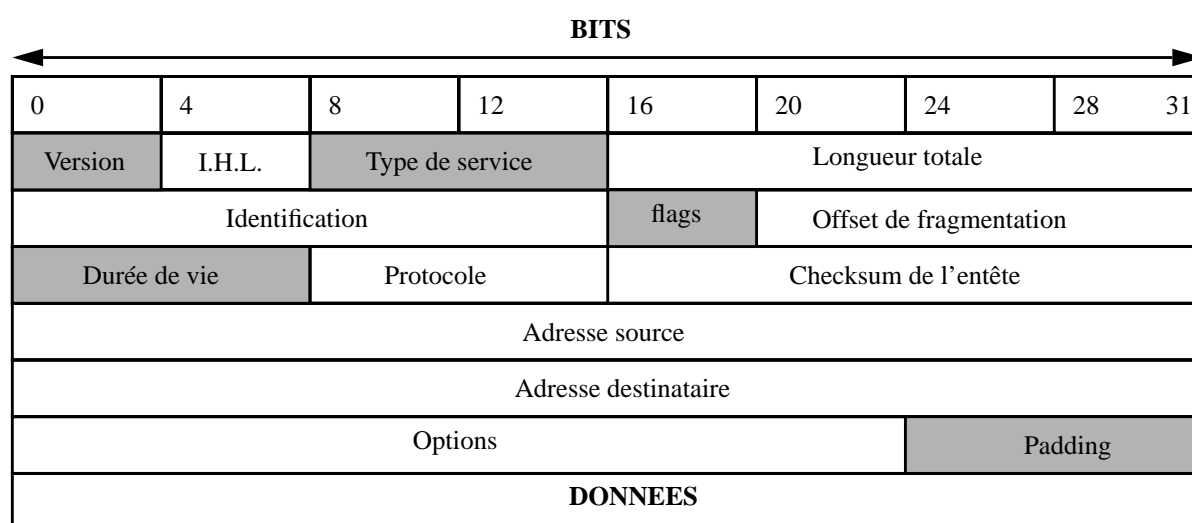 BITS
0 4 8 12 16 20 24 28 31
Version I.H.L. Type de service Longueur totale
Identification flags Offset de fragmentation
Durée de vie Protocole Checksum de l’entête
Adresse source
Adresse destinataire
Options Padding
DONNEES